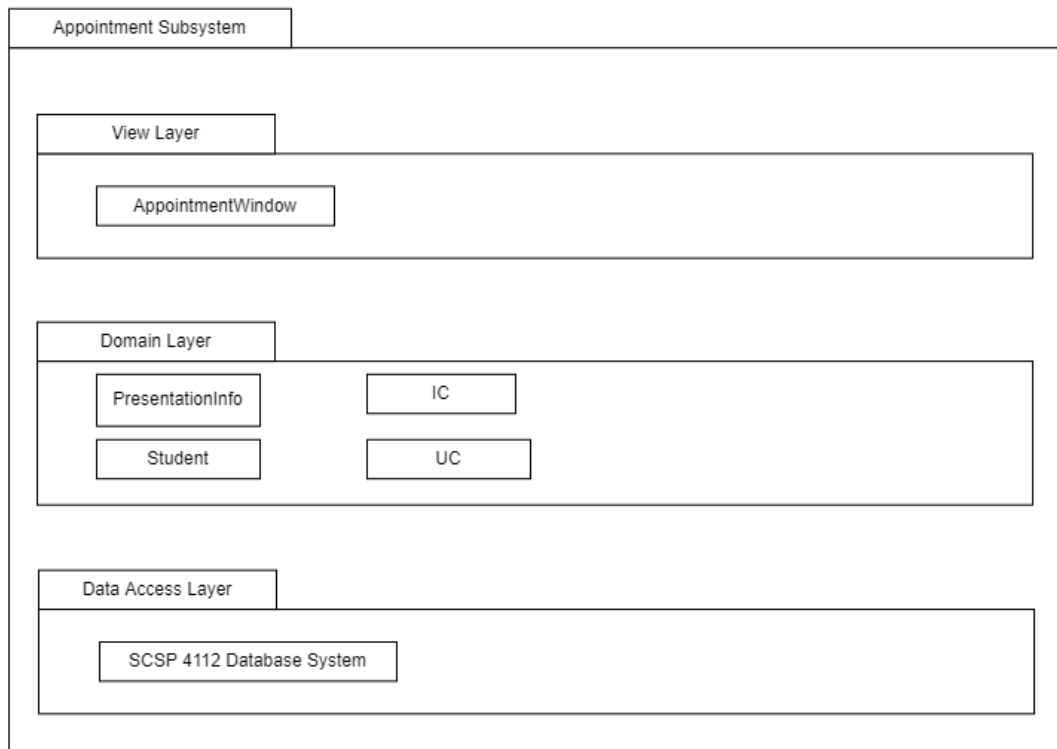 Appointment Subsystem
View Layer
AppointmentWindow
Domain Layer
PresentationInfo
IC
Student
UC
Data Access Layer
SCSP 4112 Database System